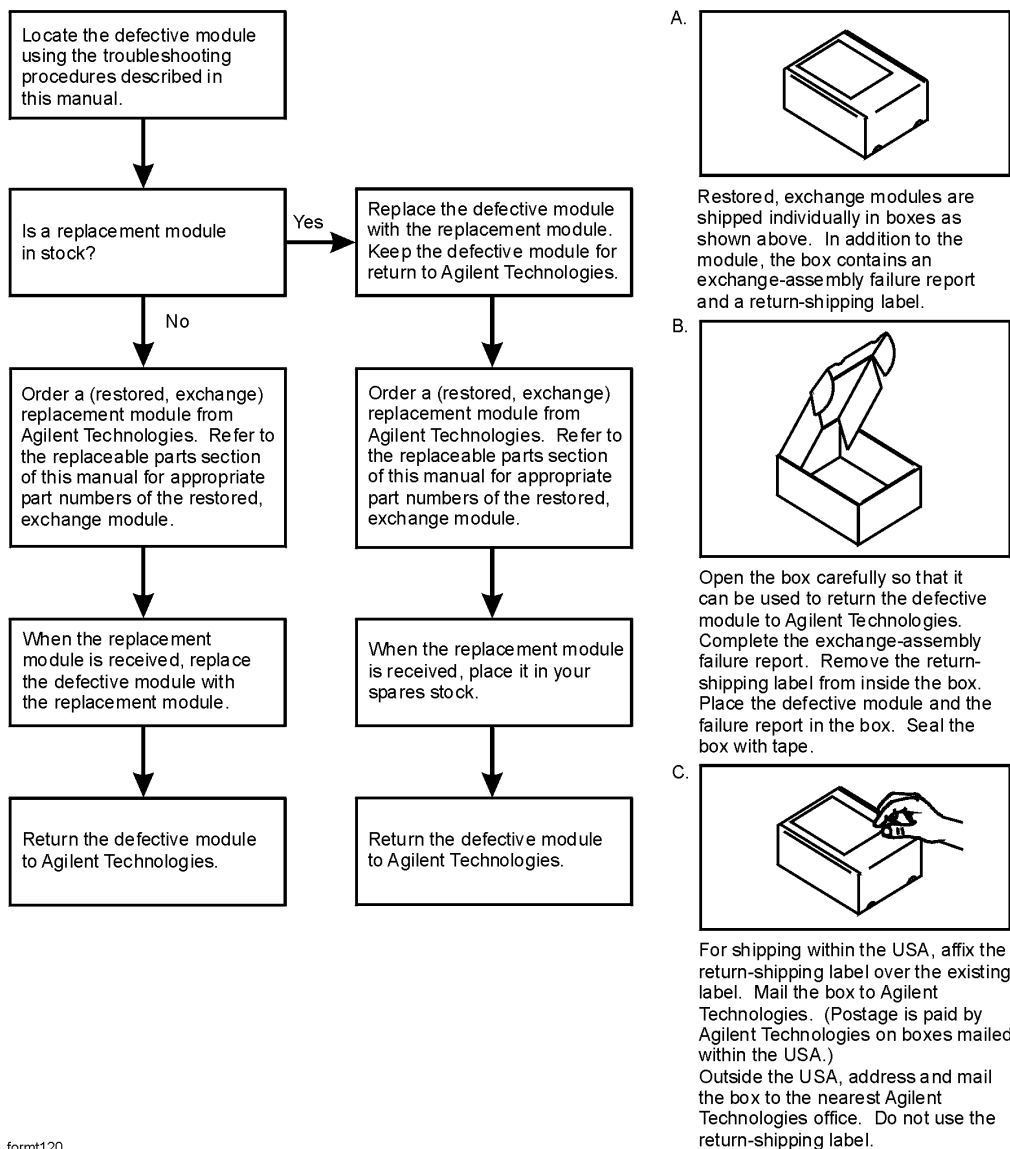 Locate the defective module
using the troubleshooting
procedures described in
this manual.
Is a replacement module
in stock?
Yes
Replace the defective module
with the replacement module.
Keep the defective module for
return to Agilent Technologies.
No
Order a (restored, exchange)
replacement module from
Agilent Technologies. Refer to
the replaceable parts section
of this manual for appropriate
part numbers of the restored,
exchange module.
Order a (restored, exchange)
replacement module from
Agilent Technologies. Refer to
the replaceable parts section
of this manual for appropriate
part numbers of the restored,
exchange module.
When the replacement
module is received, replace
the defective module with
the replacement module.
When the replacement module
is received, place it in your
spares stock.
Return the defective module
to Agilent Technologies.
Return the defective module
to Agilent Technologies.
A.
Restored, exchange modules are
shipped individually in boxes as
shown above. In addition to the
module, the box contains an
exchange-assembly failure report
and a return-shipping label.
B.
Open the box carefully so that it
can be used to return the defective
module to Agilent Technologies.
Complete the exchange-assembly
failure report. Remove the return-
shipping label from inside the box.
Place the defective module and the
failure report in the box. Seal the
box with tape.
C.
For shipping within the USA, affix the
return-shipping label over the existing
label. Mail the box to Agilent
Technologies. (Postage is paid by
Agilent Technologies on boxes mailed
within the USA.)
Outside the USA, address and mail
the box to the nearest Agilent
Technologies office. Do not use the
return-shipping label.
formt120